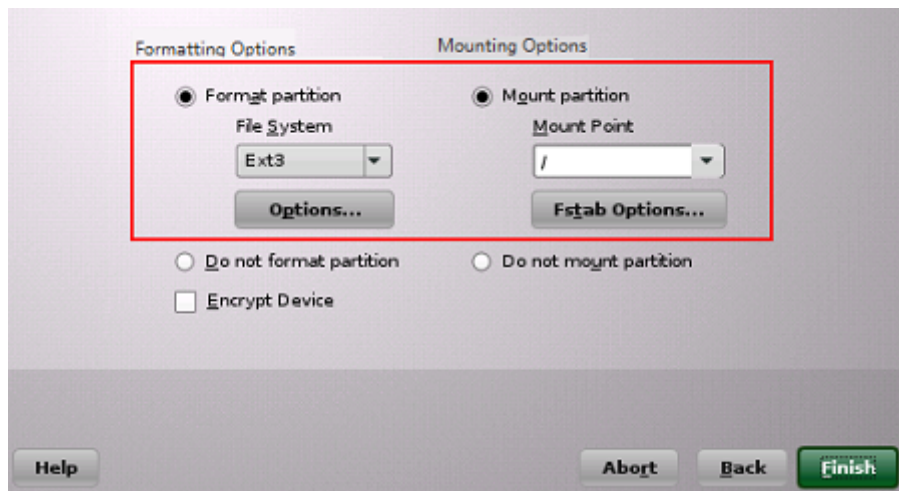 Formatting Options
Mounting Options
Format partition
Mount partition
File System
Mount Point
Ext3
/
Options...
Fstab Options...
Do not format partition
Do not mount partition
Encrypt Device
Help
Abort
Back
Finish